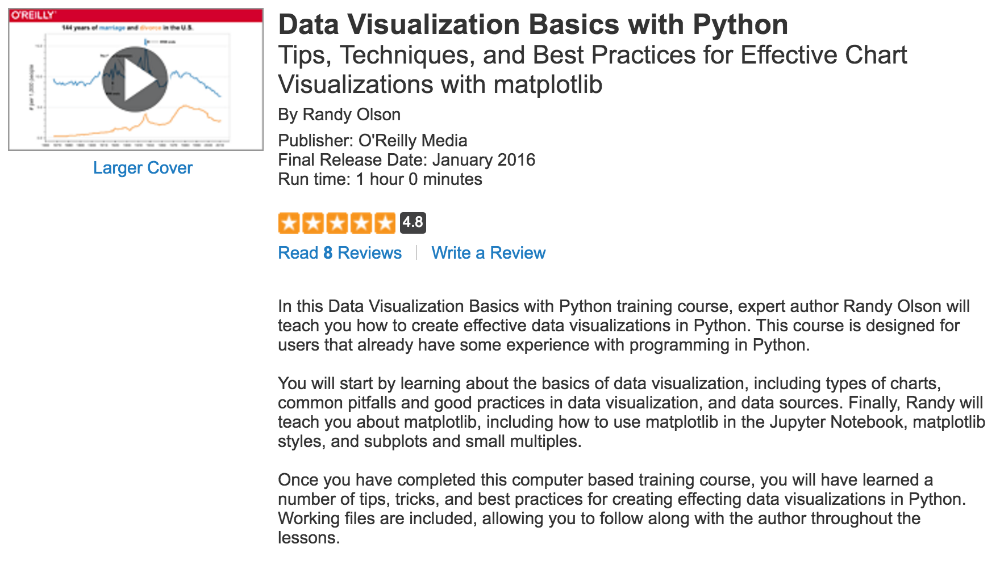 O'REILLY
144 years of marriage and divorce in the U.S.
# per 1,000 people
Larger Cover
Data Visualization Basics with Python
Tips, Techniques, and Best Practices for Effective Chart
Visualizations with matplotlib
By Randy Olson
Publisher: O'Reilly Media
Final Release Date: January 2016
Run time: 1 hour 0 minutes
4.8
Read 8 Reviews
Write a Review
In this Data Visualization Basics with Python training course, expert author Randy Olson will
teach you how to create effective data visualizations in Python. This course is designed for
users that already have some experience with programming in Python.
You will start by learning about the basics of data visualization, including types of charts,
common pitfalls and good practices in data visualization, and data sources. Finally, Randy will
teach you about matplotlib, including how to use matplotlib in the Jupyter Notebook, matplotlib
styles, and subplots and small multiples.
Once you have completed this computer based training course, you will have learned a
number of tips, tricks, and best practices for creating effecting data visualizations in Python.
Working files are included, allowing you to follow along with the author throughout the
lessons.